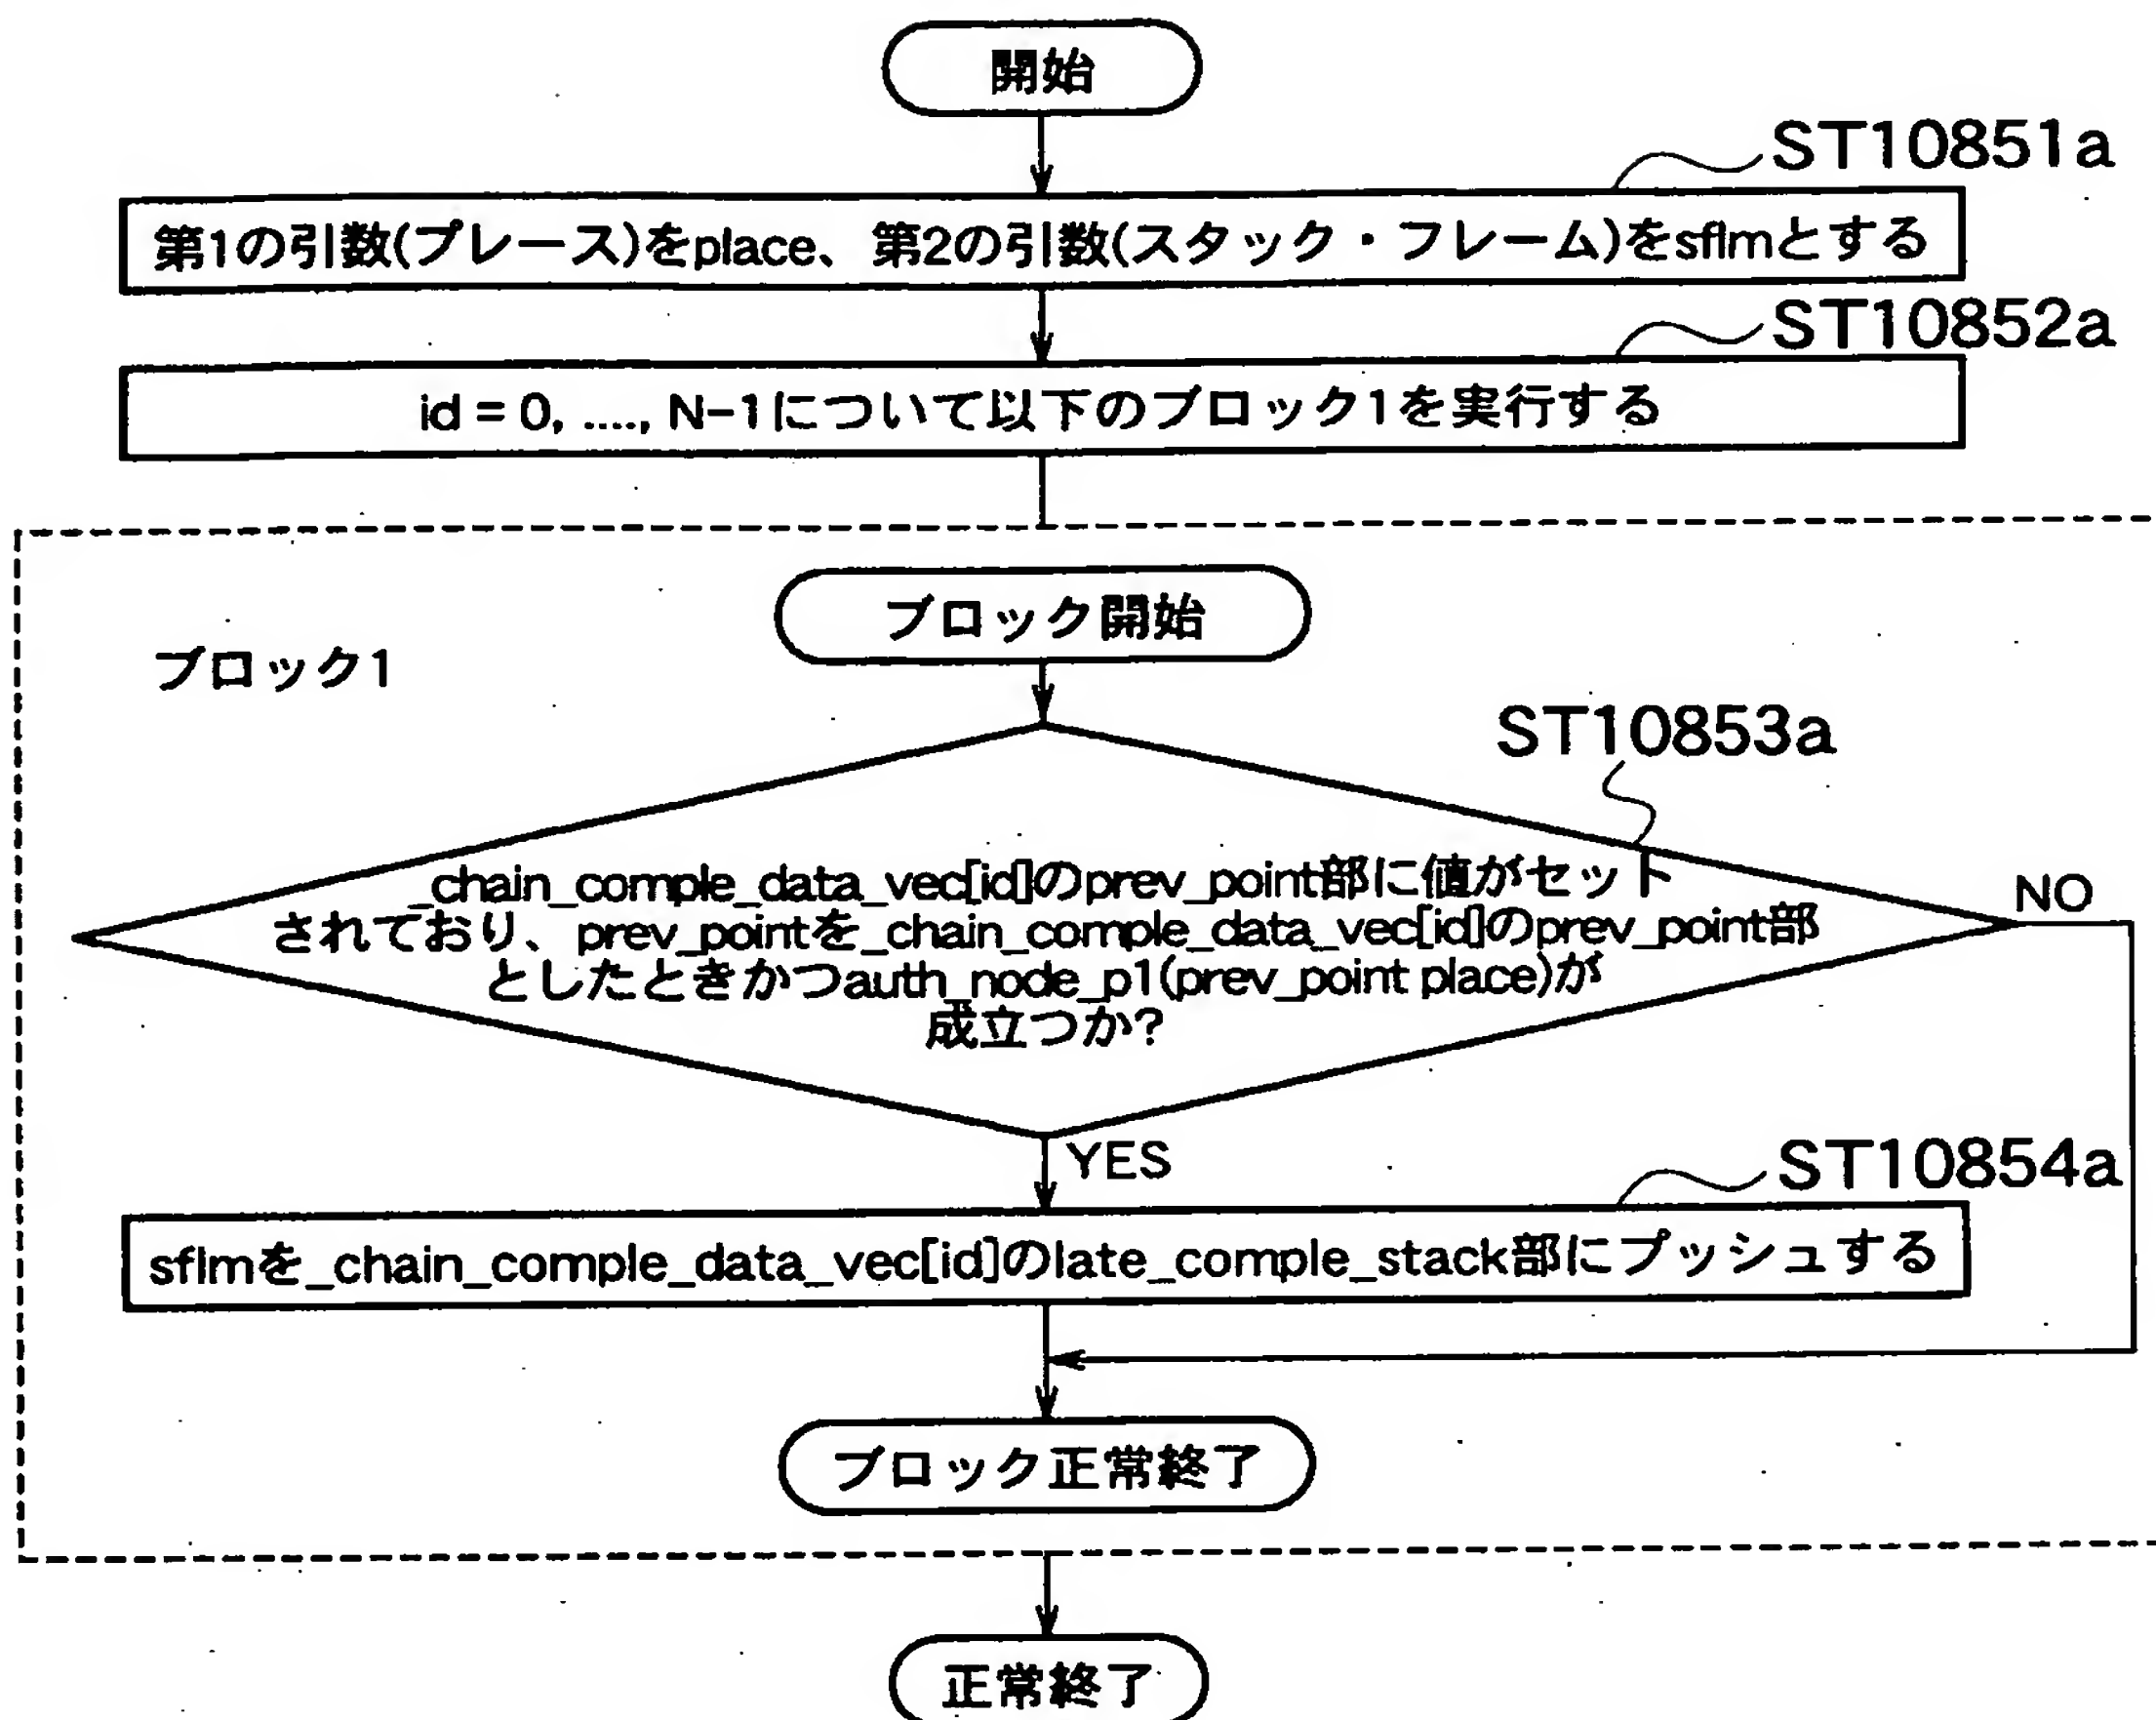 開始
ST10851a
第1の引数(プレース)をplace、第2の引数(スタック・フレーム)をsflmとする
ST10852a
id = 0, ...., N-1について以下のブロック1を実行する
ブロック開始
ブロック1
ST10853a
_chain_comple_data_vec[id]のprev_point部に値がセット
されており、prev_pointを_chain_comple_data_vec[id]のprev_point部
としたときかつauth_node_p1(prev_point place)が
成立つか?
NO
YES
ST10854a
sflmを_chain_comple_data_vec[id]のlate_comple_stack部にプッシュする
ブロック正常終了
正常終了